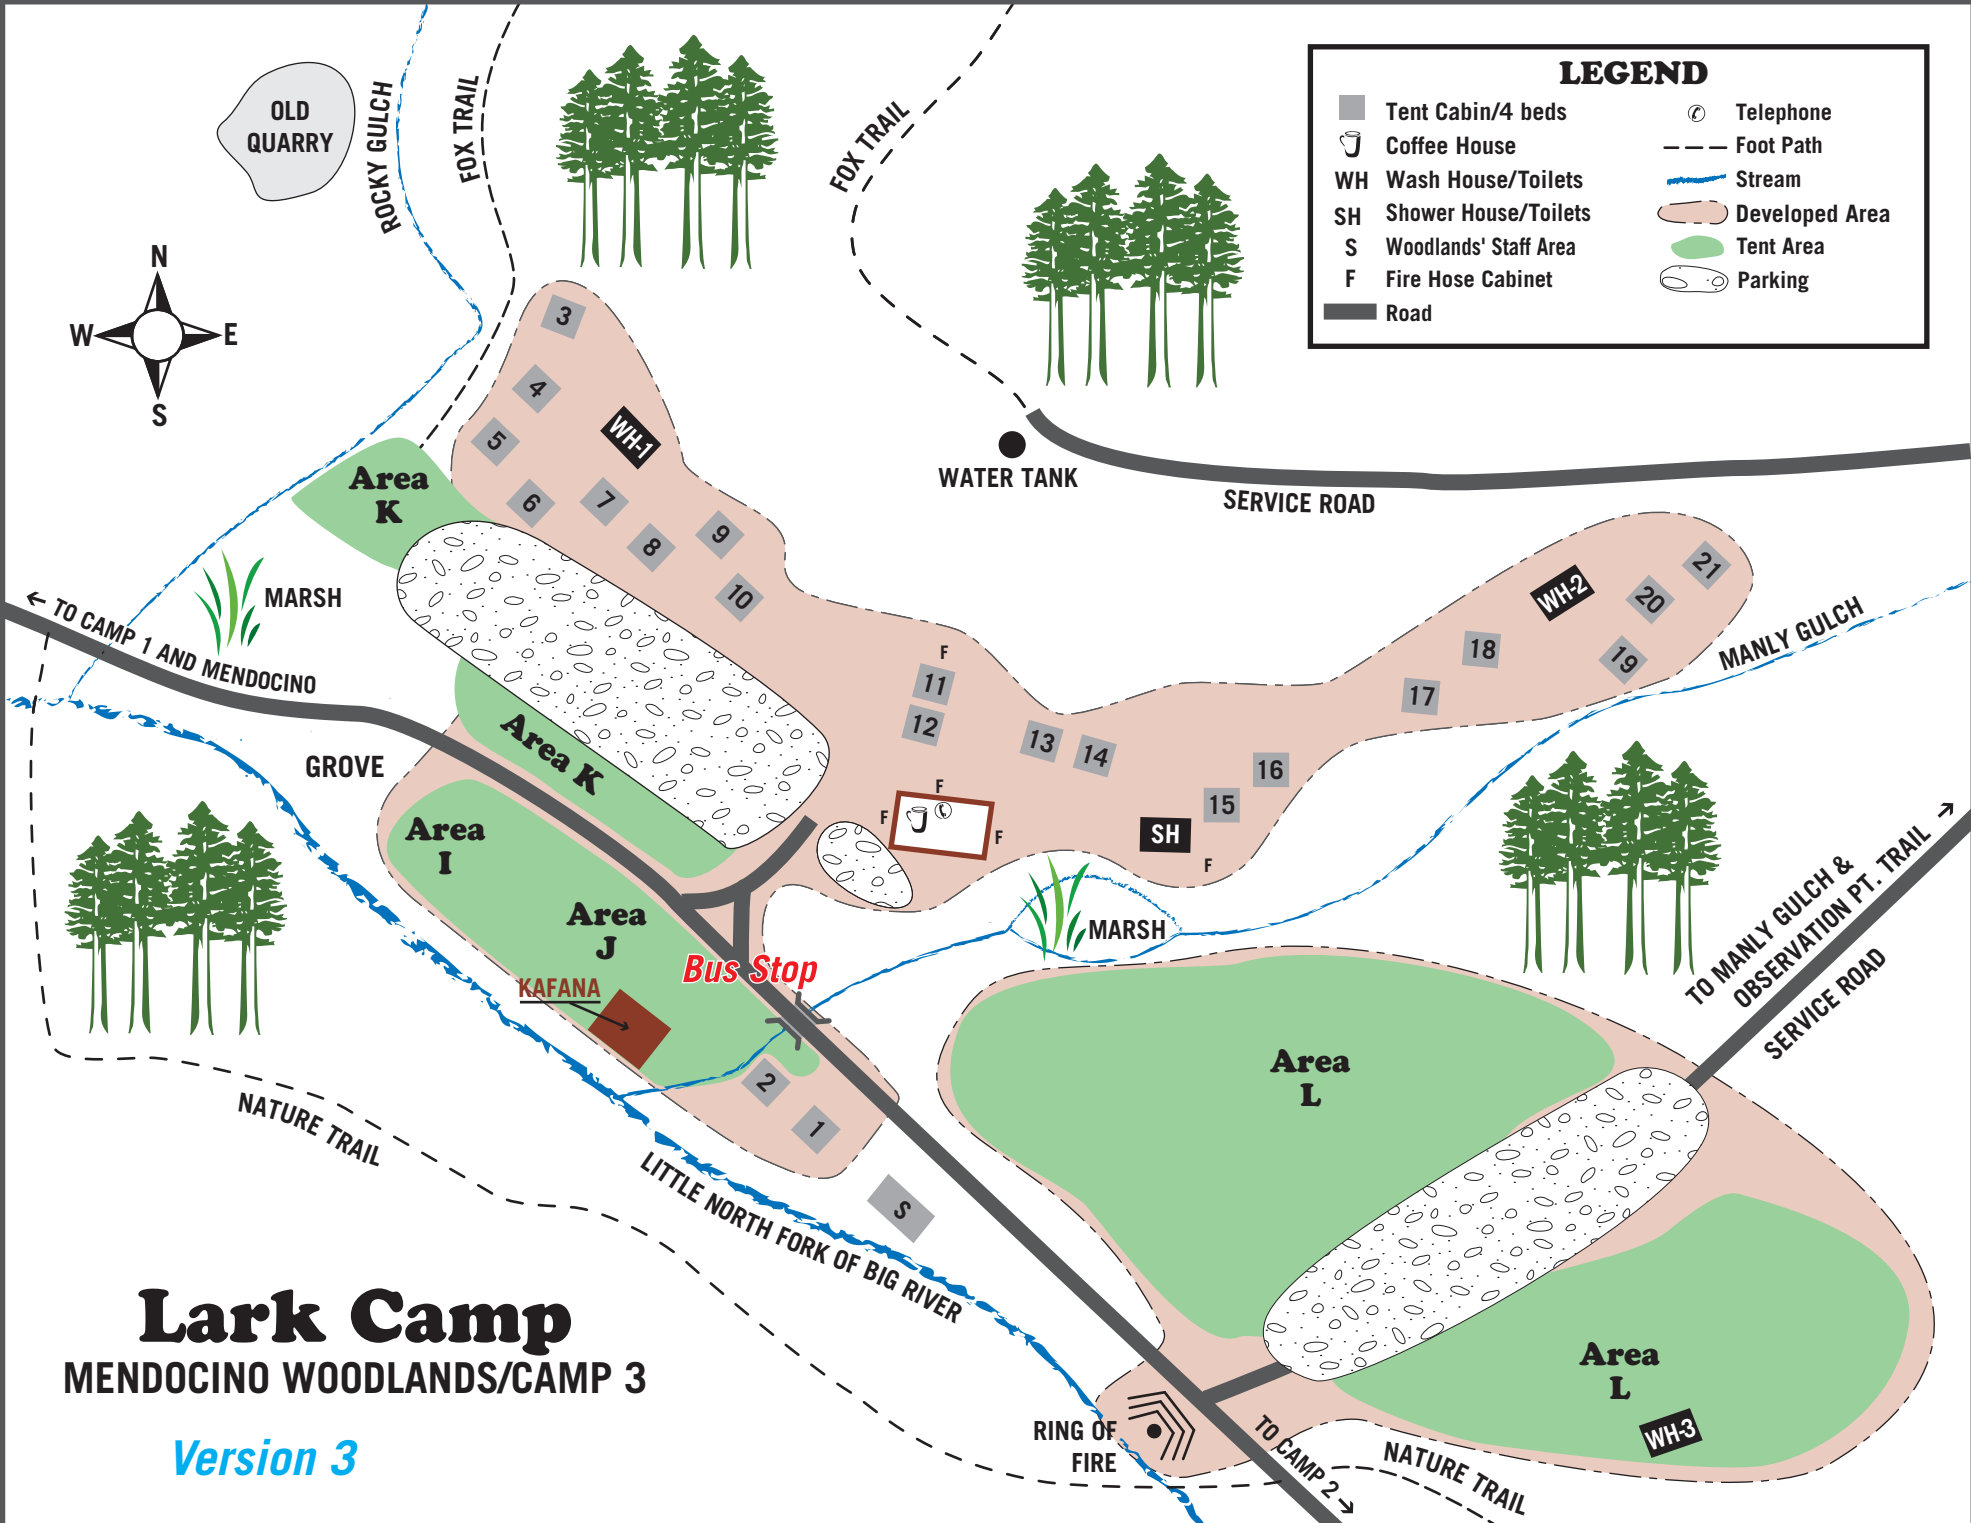 OLD
QUARRY
ROCKY GULCH
FOX TRAIL
FOX TRAIL
LEGEND
Tent Cabin/4 beds
Coffee House
WH Wash House/Toilets
SH Shower House/Toilets
S Woodlands' Staff Area
F Fire Hose Cabinet
Road
Telephone
Foot Path
Stream
Developed Area
Tent Area
Parking
N
W E
S
3
4
5
WH-1
6
7
8
9
10
Area
K
WATER TANK
SERVICE ROAD
MARSH
← TO CAMP 1 AND MENDOCINO
GROVE
Area K
F
11
12
13
14
15
16
17
18
WH-2
19
20
21
MANLY GULCH
F
F
F
SH
F
MARSH
Area
I
Area
J
KAFANA
Bus Stop
2
1
S
TO MANLY GULCH &
OBSERVATION PT. TRAIL →
SERVICE ROAD
Area
L
NATURE TRAIL
LITTLE NORTH FORK OF BIG RIVER
Area
L
WH-3
RING OF
FIRE
TO CAMP 2 →
NATURE TRAIL
Lark Camp
MENDOCINO WOODLANDS/CAMP 3
Version 3